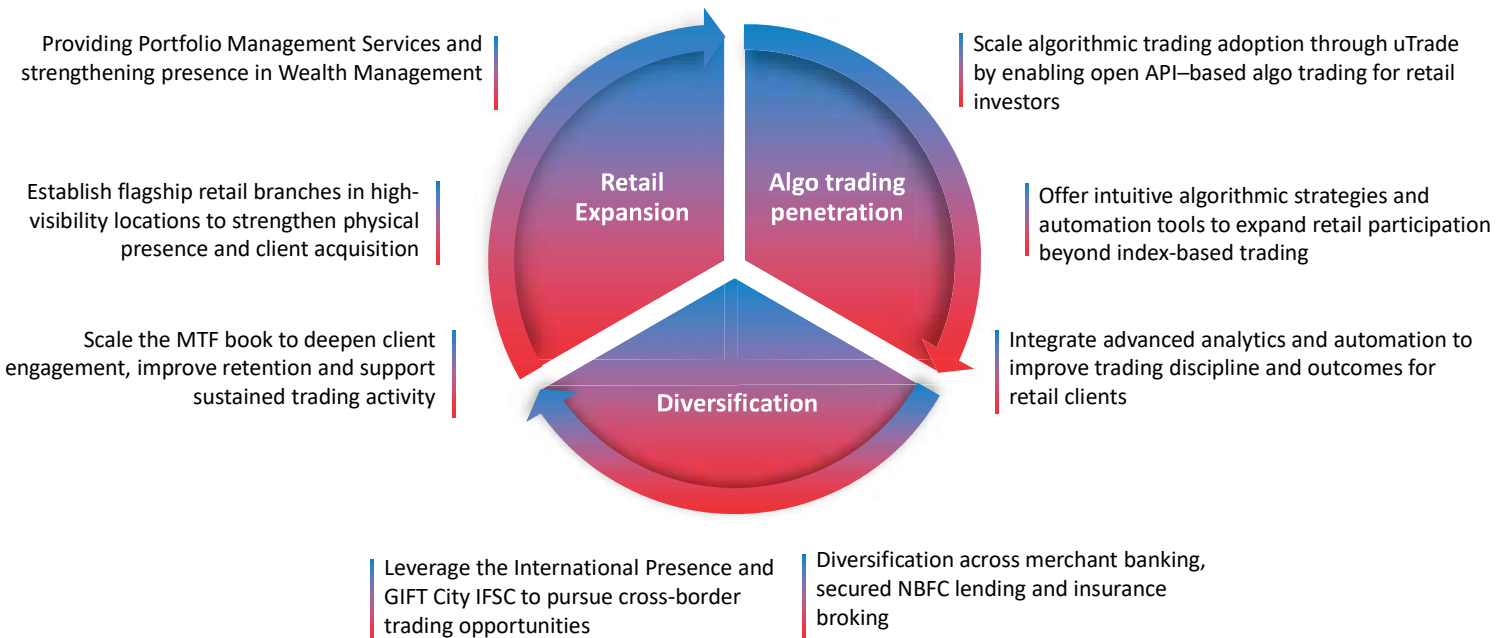 Providing Portfolio Management Services and
strengthening presence in Wealth Management
Establish flagship retail branches in high-
visibility locations to strengthen physical
presence and client acquisition
Scale the MTF book to deepen client
engagement, improve retention and support
sustained trading activity
Retail
Expansion
Algo trading
penetration
Diversification
Scale algorithmic trading adoption through uTrade
by enabling open API–based algo trading for retail
investors
Offer intuitive algorithmic strategies and
automation tools to expand retail participation
beyond index-based trading
Integrate advanced analytics and automation to
improve trading discipline and outcomes for
retail clients
Leverage the International Presence and
GIFT City IFSC to pursue cross-border
trading opportunities
Diversification across merchant banking,
secured NBFC lending and insurance
broking